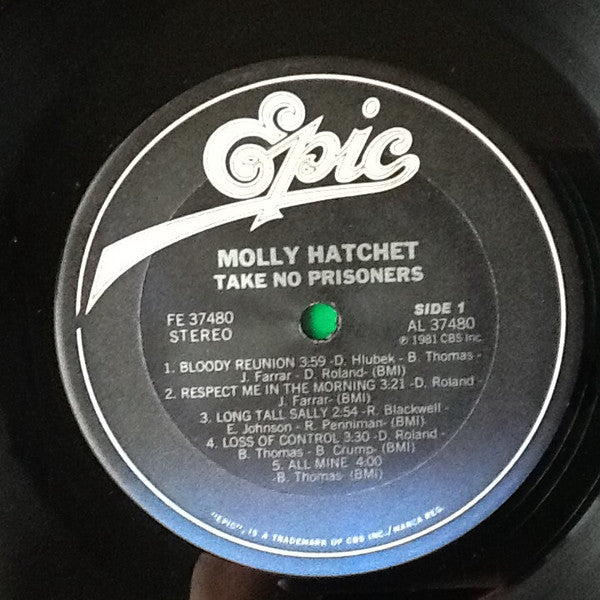 Epic
MOLLY HATCHET
TAKE NO PRISONERS
FE 37480
STEREO
SIDE 1
AL 37480
℗ 1981 CBS Inc.
1. BLOODY REUNION 3:59 -D. Hlubek - B. Thomas-
J. Farrar - D. Roland- (BMI)
2. RESPECT ME IN THE MORNING 3:21 -D. Roland -
J. Farrar- (BMI)
3. LONG TALL SALLY 2:54 -R. Blackwell -
E. Johnson - R. Penniman- (BMI)
4. LOSS OF CONTROL 3:30 -D. Roland -
B. Thomas - B. Crump- (BMI)
5. ALL MINE 4:00
-B. Thomas- (BMI)
"EPIC", IS A TRADEMARK OF CBS INC./MARCA REG.